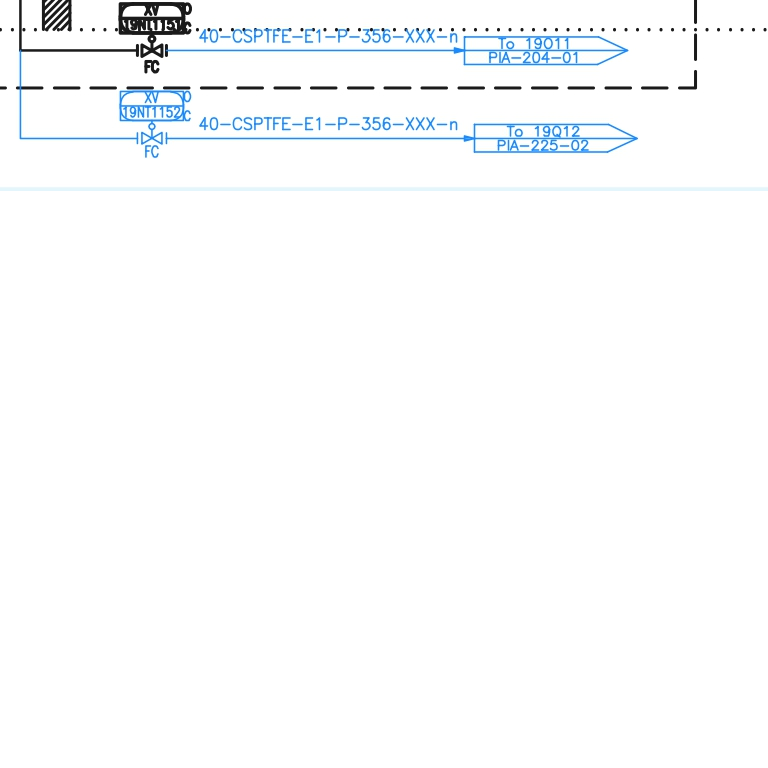 XV O
19NT1151 C
FC
40-CSPTFE-E1-P-356-XXX-n
To 19011
PIA-204-01
XV O
19NT1152 C
FC
40-CSPTFE-E1-P-356-XXX-n
To 19Q12
PIA-225-02